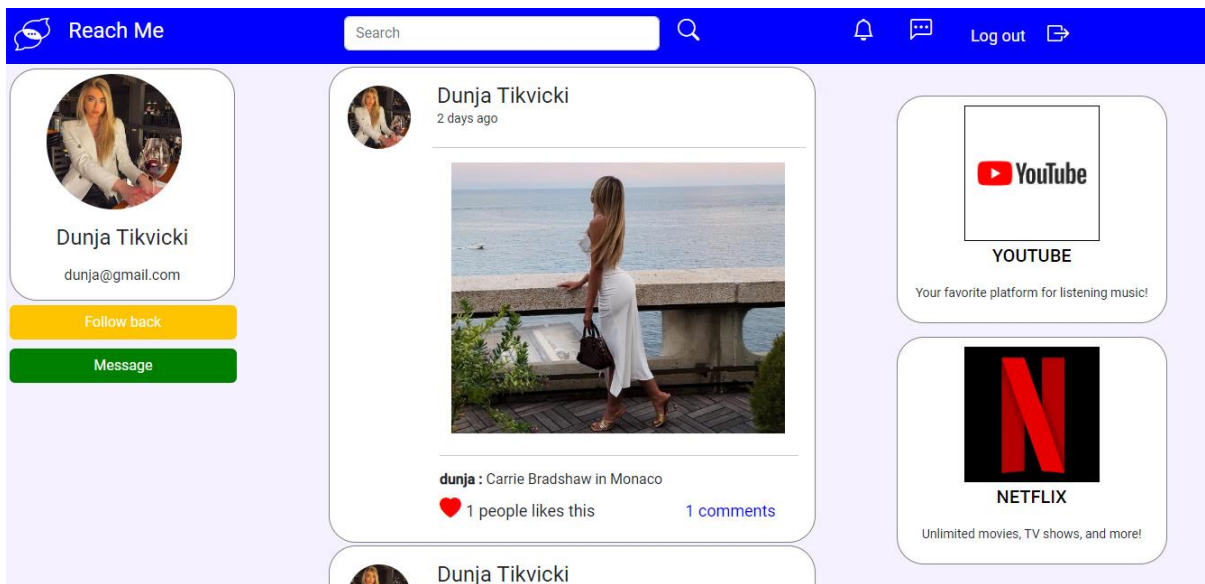 Reach Me
Search
Log out
Dunja Tikvicki
dunja@gmail.com
Follow back
Message
Dunja Tikvicki
2 days ago
dunja : Carrie Bradshaw in Monaco
1 people likes this
1 comments
Dunja Tikvicki
YouTube
YOUTUBE
Your favorite platform for listening music!
N
NETFLIX
Unlimited movies, TV shows, and more!